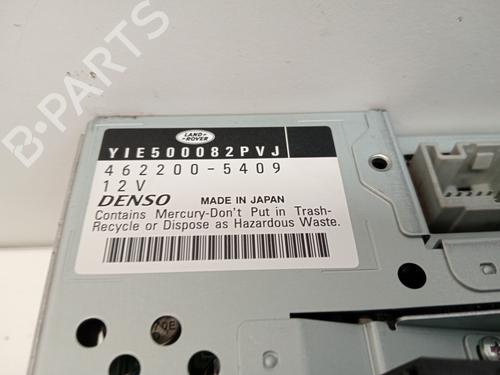 LAND
ROVER
YIE500082PVJ
462200-5409
12V
DENSO MADE IN JAPAN
Contains Mercury-Don't Put in Trash-
Recycle or Dispose as Hazardous Waste.
B-PARTS